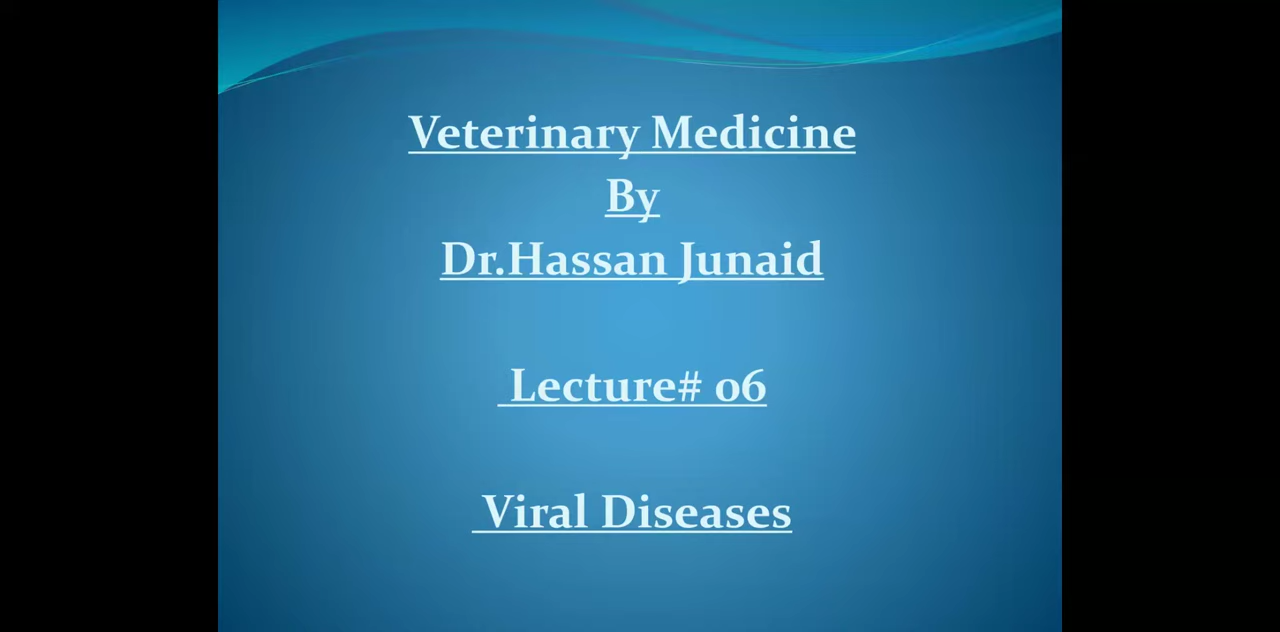 Veterinary Medicine
By
Dr.Hassan Junaid
Lecture# 06
Viral Diseases